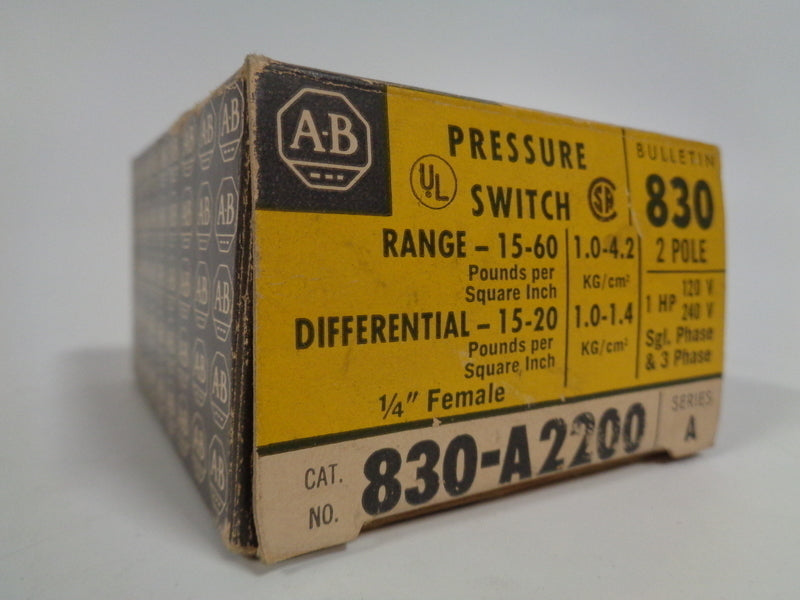 A-B
PRESSURE
UL
SWITCH
SA
RANGE – 15-60
Pounds per
Square Inch
1.0-4.2
KG/cm²
DIFFERENTIAL – 15-20
Pounds per
Square Inch
1.0-1.4
KG/cm²
1/4" Female
BULLETIN
830
2 POLE
1 HP 120 V.
240 V
Sgl. Phase
& 3 Phase
CAT.
NO.
830-A2200
SERIES
A
A-B
A-B
A-B
A-B
A-B
A-B
A-B
A-B
A-B
A-B